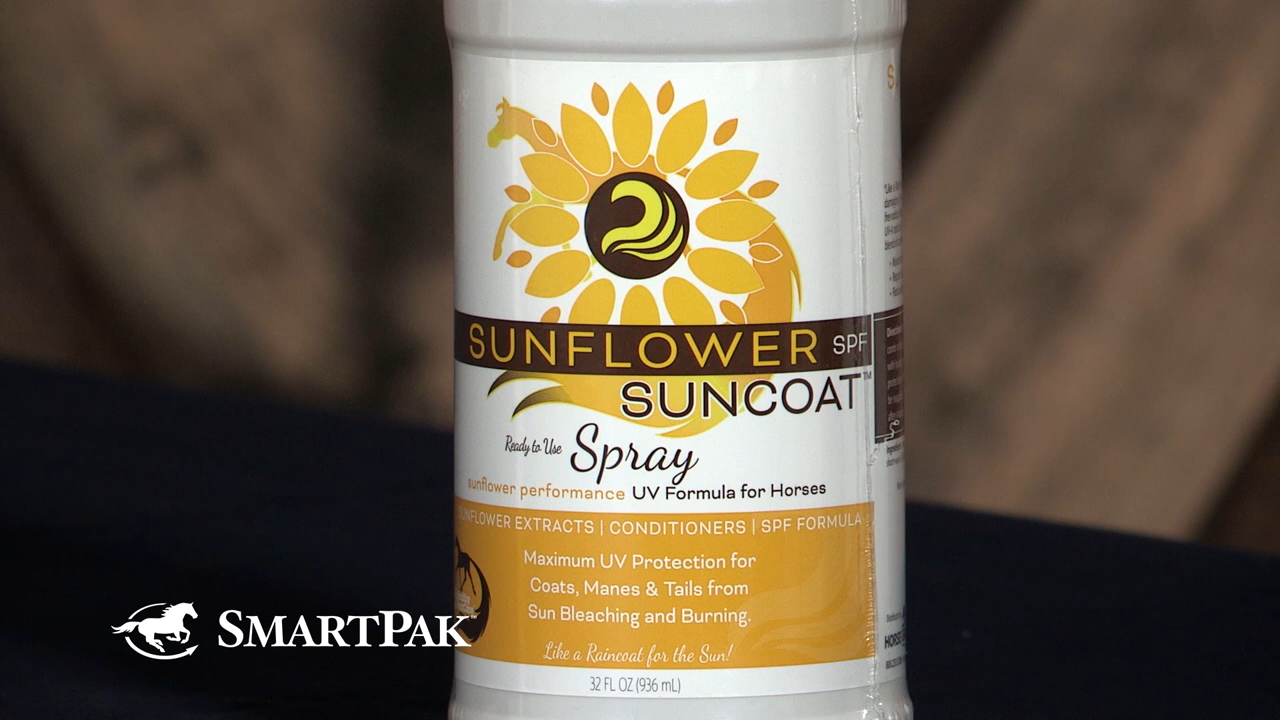 SUNFLOWER SPF
SUNCOAT™
Ready to Use Spray
sunflower performance UV Formula for Horses
SUNFLOWER EXTRACTS | CONDITIONERS | SPF FORMULA
Maximum UV Protection for
Coats, Manes & Tails from
Sun Bleaching and Burning.
Like a Raincoat for the Sun!
32 FL OZ (936 mL)
SMARTPAK™